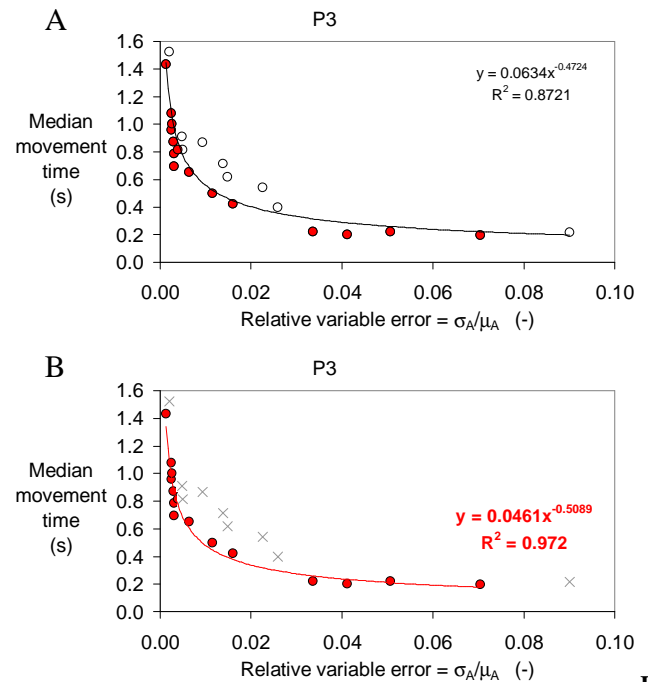 A
P3
1.6
1.4
1.2
1.0
0.8
0.6
0.4
0.2
0.0
Median
movement
time
(s)
y = 0.0634x^-0.4724
R² = 0.8721
0.00 0.02 0.04 0.06 0.08 0.10
Relative variable error = σA/μA (-)
B
P3
1.6
1.4
1.2
1.0
0.8
0.6
0.4
0.2
0.0
Median
movement
time
(s)
y = 0.0461x^-0.5089
R² = 0.972
0.00 0.02 0.04 0.06 0.08 0.10
Relative variable error = σA/μA (-)